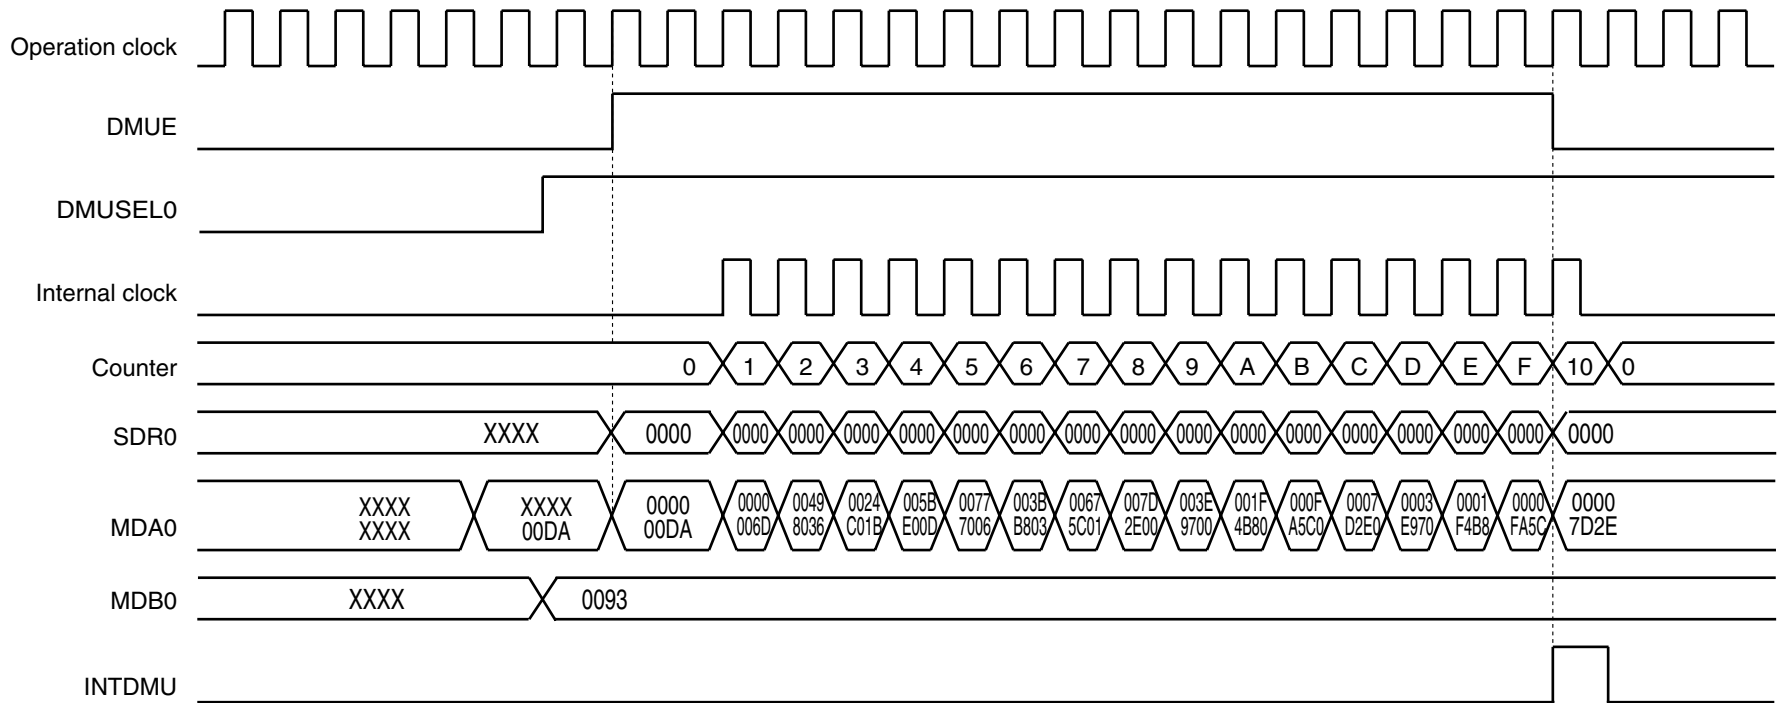 Operation clock
DMUE
DMUSEL0
Internal clock
Counter 0 1 2 3 4 5 6 7 8 9 A B C D E F 10 0
SDR0 XXXX 0000 0000 0000 0000 0000 0000 0000 0000 0000 0000 0000 0000 0000 0000 0000 0000 0000
XXXX XXXX 0000 0000 0049 0024 005B 0077 003B 0067 007D 003E 001F 000F 0007 0003 0001 0000 0000
MDA0
XXXX 00DA 00DA 006D 8036 C01B E00D 7006 B803 5C01 2E00 9700 4B80 A5C0 D2E0 E970 F4B8 FA5C 7D2E
MDB0 XXXX 0093
INTDMU